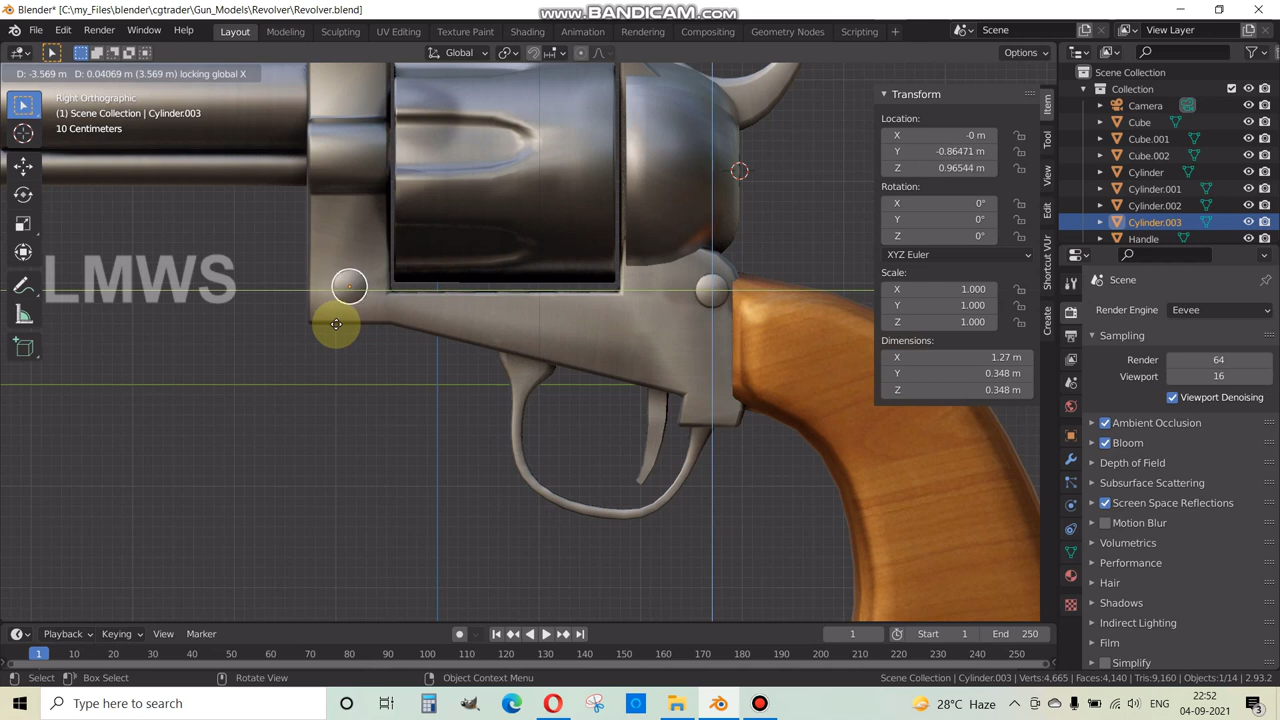 Blender* [C:\my_Files\blender\cgtrader\Gun_Models\Revolver\Revolver.blend]
www.BANDICAM.com
File Edit Render Window Help Layout Modeling Sculpting UV Editing Texture Paint Shading Animation Rendering Compositing Geometry Nodes Scripting + Scene View Layer
Global Options
D: -3.569 m D: 0.04069 m (3.569 m) locking global X
Right Orthographic
(1) Scene Collection | Cylinder.003
10 Centimeters
LMWS
Transform
Location:
X -0 m
Y -0.86471 m
Z 0.96544 m
Rotation:
X 0°
Y 0°
Z 0°
XYZ Euler
Scale:
X 1.000
Y 1.000
Z 1.000
Dimensions:
X 1.27 m
Y 0.348 m
Z 0.348 m
Item
Tool
View
Edit
Shortcut VUr
Create
Scene Collection
Collection
Camera
Cube
Cube.001
Cube.002
Cylinder
Cylinder.001
Cylinder.002
Cylinder.003
Handle
Scene
Render Engine Eevee
Sampling
Render 64
Viewport 16
Viewport Denoising
Ambient Occlusion
Bloom
Depth of Field
Subsurface Scattering
Screen Space Reflections
Motion Blur
Volumetrics
Performance
Hair
Shadows
Indirect Lighting
Film
Simplify
Playback Keying View Marker 1 Start 1 End 250
1 10 20 30 40 50 60 70 80 90 100 110 120 130 140 150 160 170 180 190 200 210 220 230 240 250
Select Box Select Rotate View Object Context Menu Scene Collection | Cylinder.003 | Verts:4,665 | Faces:4,140 | Tris:9,160 | Objects:1/14 | 2.93.2
Type here to search
28°C Haze
ENG
22:52
04-09-2021
3